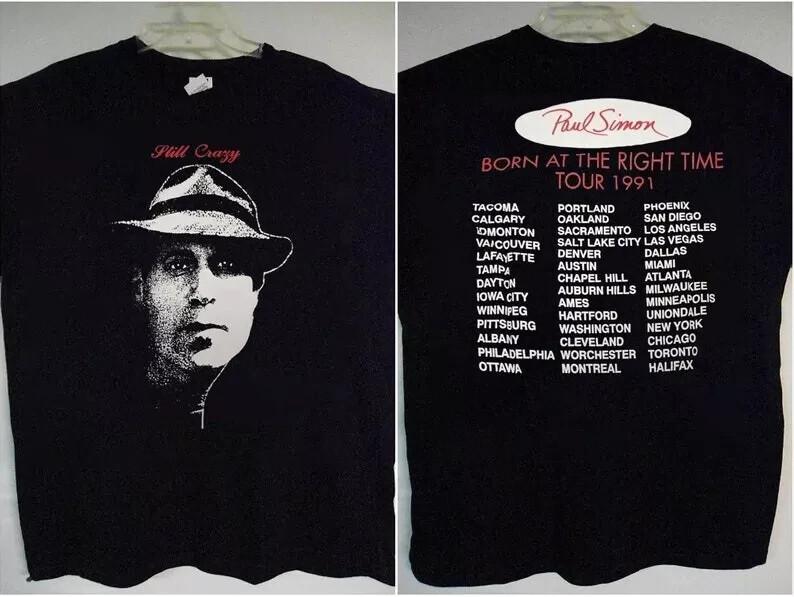 Still Crazy
Paul Simon
BORN AT THE RIGHT TIME
TOUR 1991
TACOMA PORTLAND PHOENIX
CALGARY OAKLAND SAN DIEGO
EDMONTON SACRAMENTO LOS ANGELES
VANCOUVER SALT LAKE CITY LAS VEGAS
LAFAYETTE DENVER DALLAS
TAMPA AUSTIN MIAMI
DAYTON CHAPEL HILL ATLANTA
IOWA CITY AUBURN HILLS MILWAUKEE
WINNIPEG AMES MINNEAPOLIS
PITTSBURG HARTFORD UNIONDALE
ALBANY WASHINGTON NEW YORK
PHILADELPHIA CLEVELAND CHICAGO
OTTAWA WORCHESTER TORONTO
MONTREAL HALIFAX